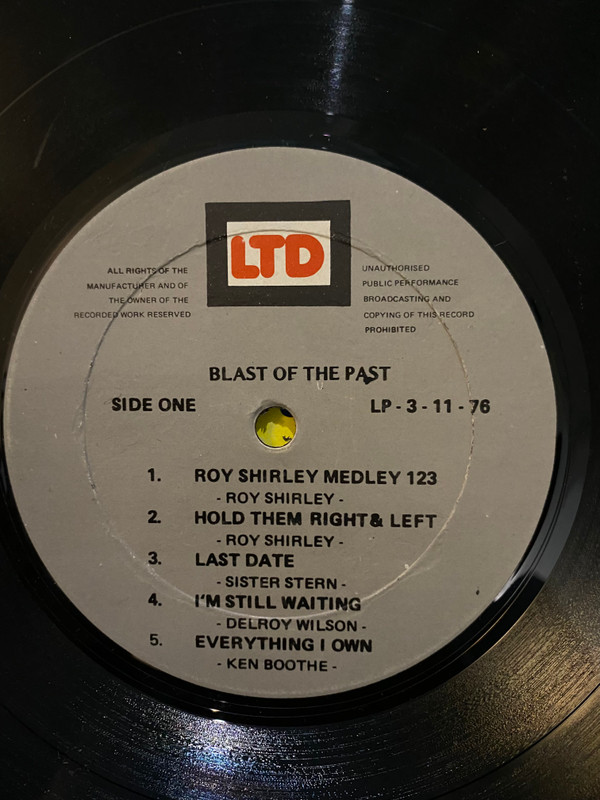 LTD
ALL RIGHTS OF THE
MANUFACTURER AND OF
THE OWNER OF THE
RECORDED WORK RESERVED
UNAUTHORISED
PUBLIC PERFORMANCE
BROADCASTING AND
COPYING OF THIS RECORD
PROHIBITED
BLAST OF THE PAST
SIDE ONE
LP - 3 - 11 - 76
1. ROY SHIRLEY MEDLEY 123
- ROY SHIRLEY -
2. HOLD THEM RIGHT & LEFT
- ROY SHIRLEY -
3. LAST DATE
- SISTER STERN -
4. I'M STILL WAITING
- DELROY WILSON -
5. EVERYTHING I OWN
- KEN BOOTHE -